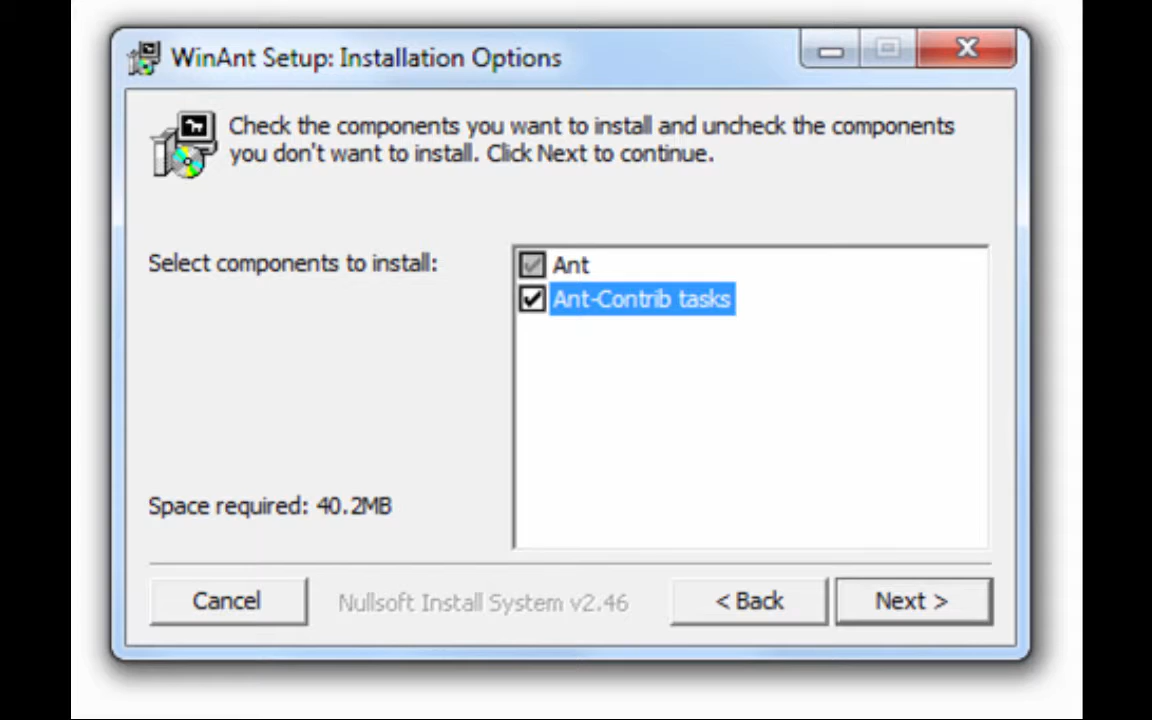 WinAnt Setup: Installation Options
Check the components you want to install and uncheck the components
you don't want to install. Click Next to continue.
Select components to install:
Ant
Ant-Contrib tasks
Space required: 40.2MB
Cancel
Nullsoft Install System v2.46
< Back
Next >